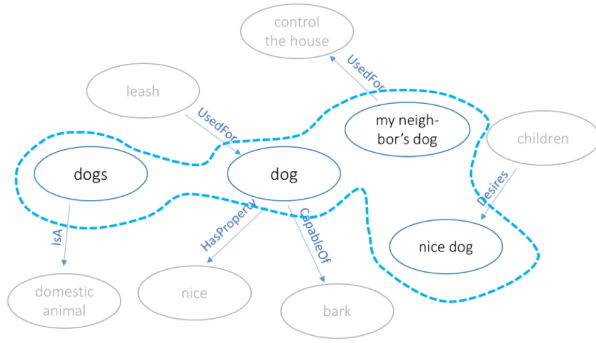 control
the house
leash
UsedFor
UsedFor
my neigh-
bor's dog
children
dogs
dog
Desires
IsA
HasProperty
CapableOf
nice dog
domestic
animal
nice
bark